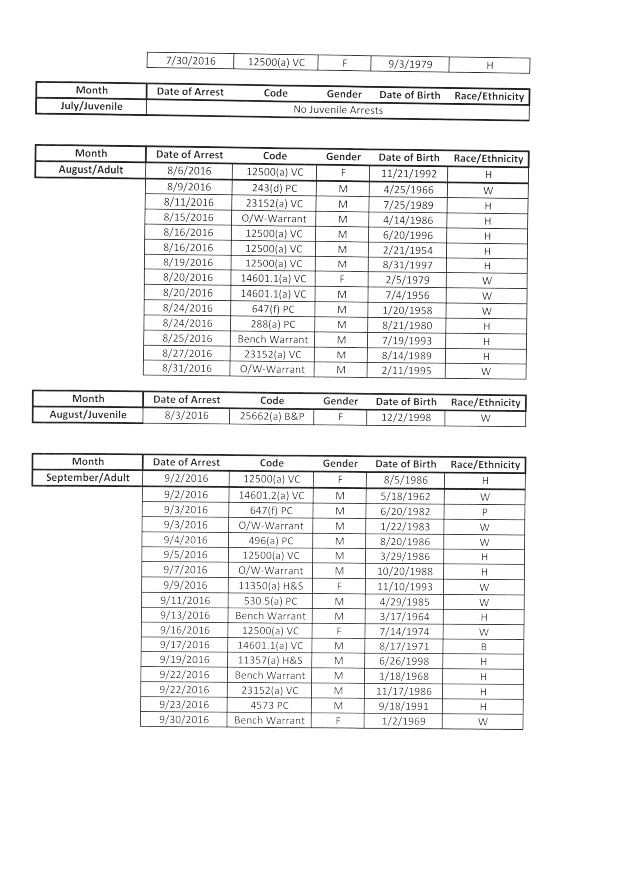 7/30/2016 12500(a) VC F 9/3/1979 H
Month Date of Arrest Code Gender Date of Birth Race/Ethnicity
July/Juvenile No Juvenile Arrests
Month Date of Arrest Code Gender Date of Birth Race/Ethnicity
August/Adult 8/6/2016 12500(a) VC F 11/21/1992 H
8/9/2016 243(d) PC M 4/25/1966 W
8/11/2016 23152(a) VC M 7/25/1989 H
8/15/2016 O/W-Warrant M 4/14/1986 H
8/16/2016 12500(a) VC M 6/20/1996 H
8/16/2016 12500(a) VC M 2/21/1954 H
8/19/2016 12500(a) VC M 8/31/1997 H
8/20/2016 14601.1(a) VC F 2/5/1979 W
8/20/2016 14601.1(a) VC M 7/4/1956 W
8/24/2016 647(f) PC M 1/20/1958 W
8/24/2016 288(a) PC M 8/21/1980 H
8/25/2016 Bench Warrant M 7/19/1993 H
8/27/2016 23152(a) VC M 8/14/1989 H
8/31/2016 O/W-Warrant M 2/11/1995 W
Month Date of Arrest Code Gender Date of Birth Race/Ethnicity
August/Juvenile 8/3/2016 25662(a) B&P F 12/2/1998 W
Month Date of Arrest Code Gender Date of Birth Race/Ethnicity
September/Adult 9/2/2016 12500(a) VC F 8/5/1986 H
9/2/2016 14601.2(a) VC M 5/18/1962 W
9/3/2016 647(f) PC M 6/20/1982 P
9/3/2016 O/W-Warrant M 1/22/1983 W
9/4/2016 496(a) PC M 8/20/1986 W
9/5/2016 12500(a) VC M 3/29/1986 H
9/7/2016 O/W-Warrant M 10/20/1988 H
9/9/2016 11350(a) H&S F 11/10/1993 W
9/11/2016 530.5(a) PC M 4/29/1985 W
9/13/2016 Bench Warrant M 3/17/1964 H
9/16/2016 12500(a) VC F 7/14/1974 W
9/17/2016 14601.1(a) VC M 8/17/1971 B
9/19/2016 11357(a) H&S M 6/26/1998 H
9/22/2016 Bench Warrant M 1/18/1968 H
9/22/2016 23152(a) VC M 11/17/1986 H
9/23/2016 4573 PC M 9/18/1991 H
9/30/2016 Bench Warrant F 1/2/1969 W